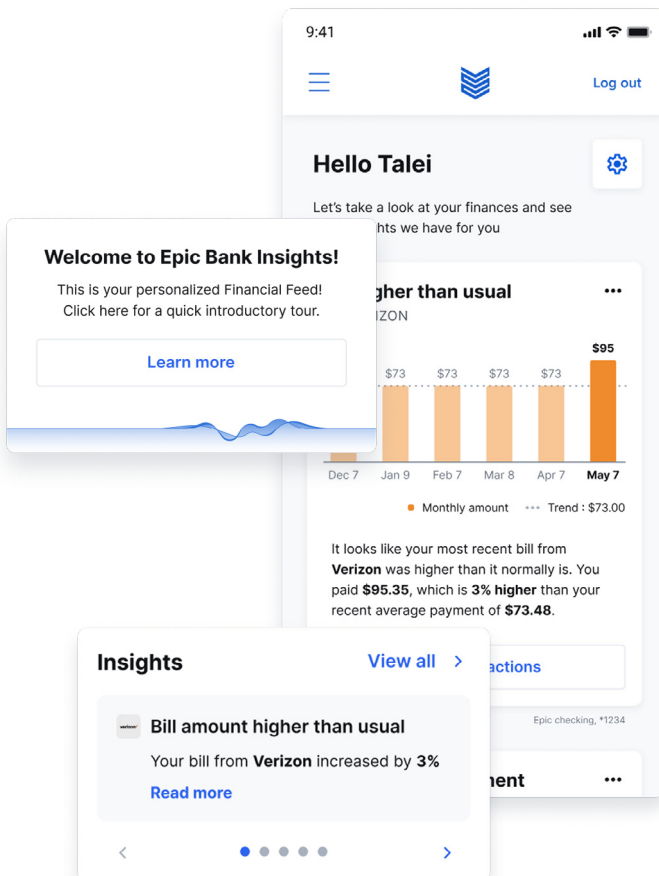 9:41
Log out
Hello Talei
Let's take a look at your finances and see
we have for you
Welcome to Epic Bank Insights!
This is your personalized Financial Feed!
Click here for a quick introductory tour.
Learn more
than usual
$95
$73 $73 $73 $73
Dec 7 Jan 9 Feb 7 Mar 8 Apr 7 May 7
Monthly amount Trend : $73.00
It looks like your most recent bill from
Verizon was higher than it normally is. You
paid $95.35, which is 3% higher than your
recent average payment of $73.48.
Epic checking, *1234
Insights
View all
Bill amount higher than usual
Your bill from Verizon increased by 3%
Read more